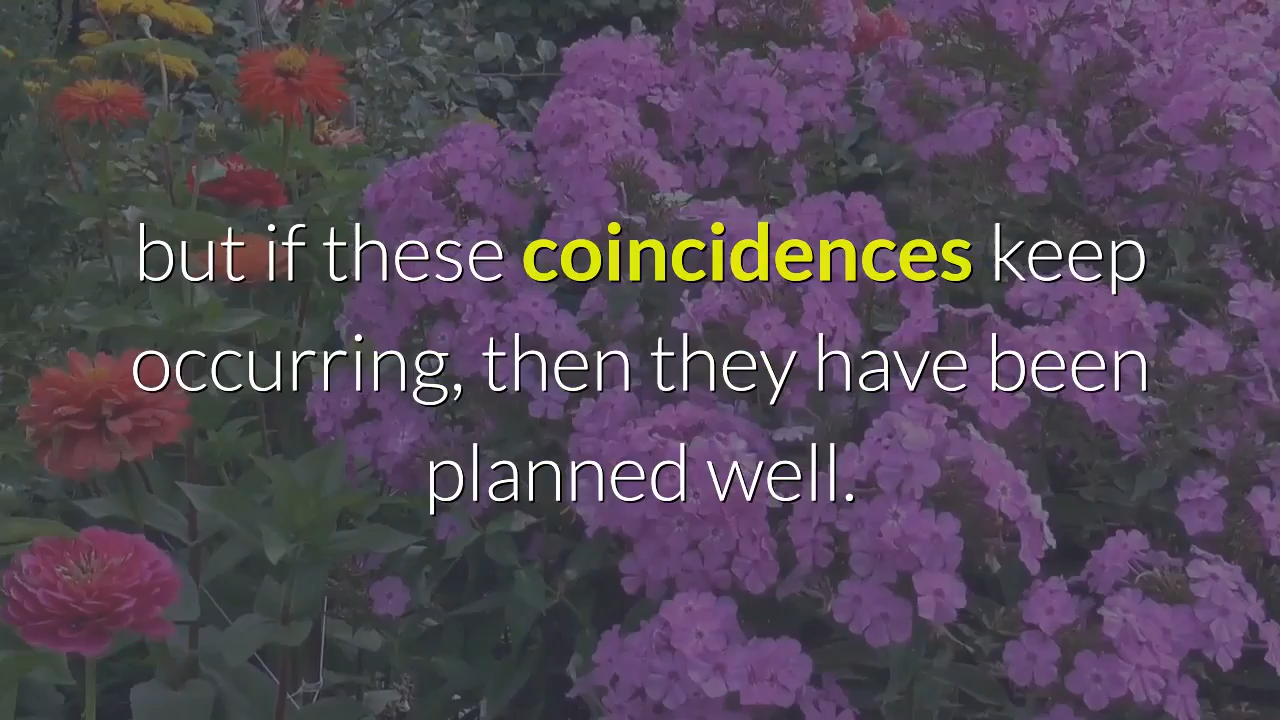 but if these coincidences keep
occurring, then they have been
planned well.